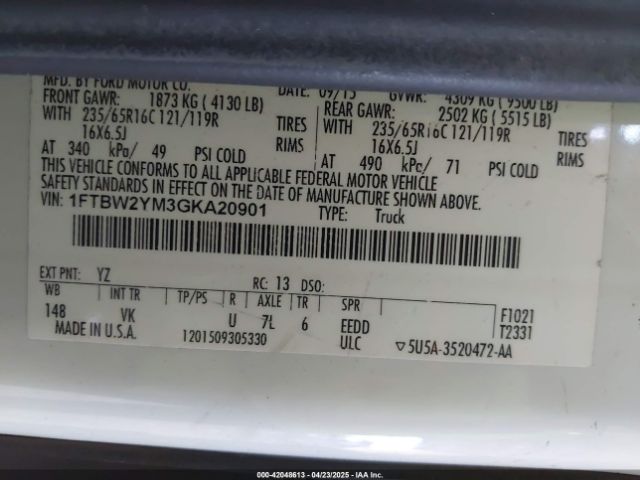 MFD. BY FORD MOTOR CO. DATE: 09/15 GVWR: 4309 KG ( 9500 LB)
FRONT GAWR: 1873 KG ( 4130 LB) REAR GAWR: 2502 KG ( 5515 LB)
WITH 235/65R16C 121/119R TIRES WITH 235/65R16C 121/119R TIRES
16X6.5J RIMS 16X6.5J RIMS
AT 340 kPa/ 49 PSI COLD AT 490 kPa/ 71 PSI COLD
THIS VEHICLE CONFORMS TO ALL APPLICABLE FEDERAL MOTOR VEHICLE
SAFETY STANDARDS IN EFFECT ON THE DATE OF MANUFACTURE SHOWN ABOVE.
VIN: 1FTBW2YM3GKA20901 TYPE: Truck
EXT PNT: YZ RC: 13 DSO:
WB INT TR TP/PS R AXLE TR SPR F1021
148 VK U 7L 6 EEDD T2331
MADE IN U.S.A. 1201509305330 ULC ▽5U5A-3520472-AA
000-42048613 - 04/23/2025 - IAA Inc.